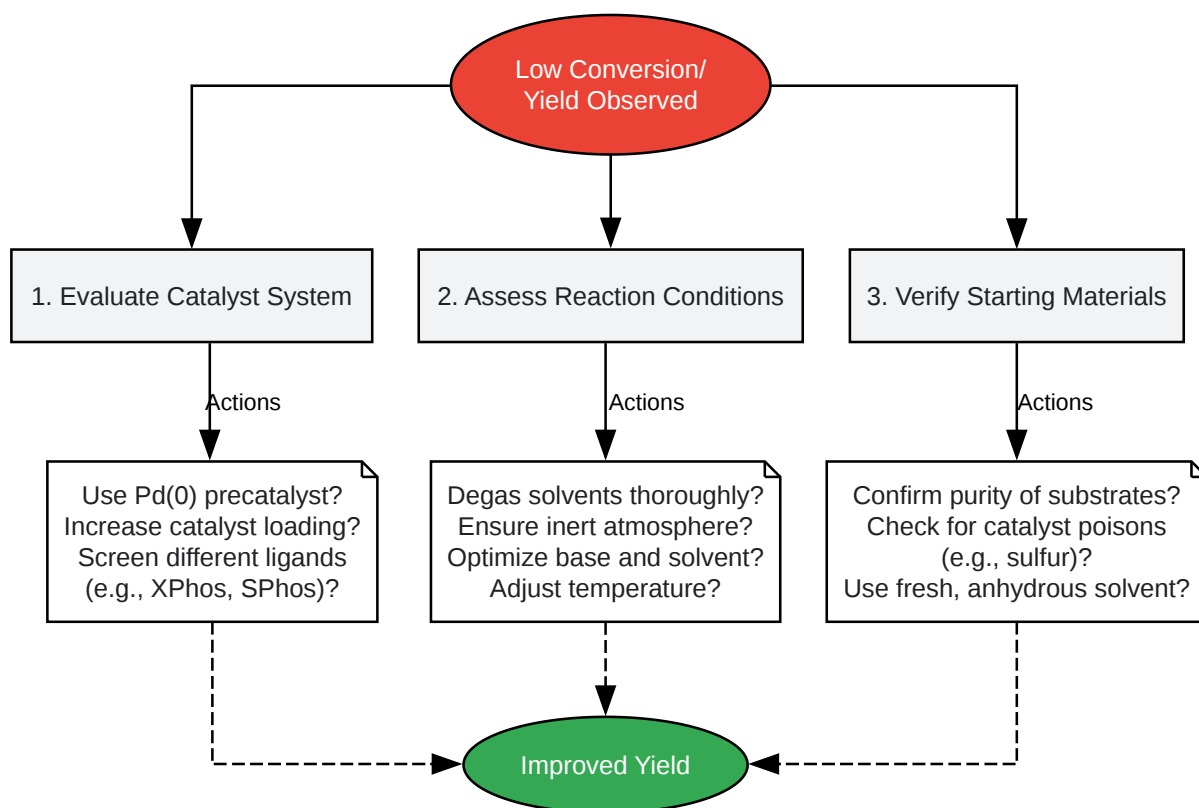 Low Conversion/
Yield Observed
1. Evaluate Catalyst System
2. Assess Reaction Conditions
3. Verify Starting Materials
Actions
Actions
Actions
Use Pd(0) precatalyst?
Increase catalyst loading?
Screen different ligands
(e.g., XPhos, SPhos)?
Degas solvents thoroughly?
Ensure inert atmosphere?
Optimize base and solvent?
Adjust temperature?
Confirm purity of substrates?
Check for catalyst poisons
(e.g., sulfur)?
Use fresh, anhydrous solvent?
Improved Yield